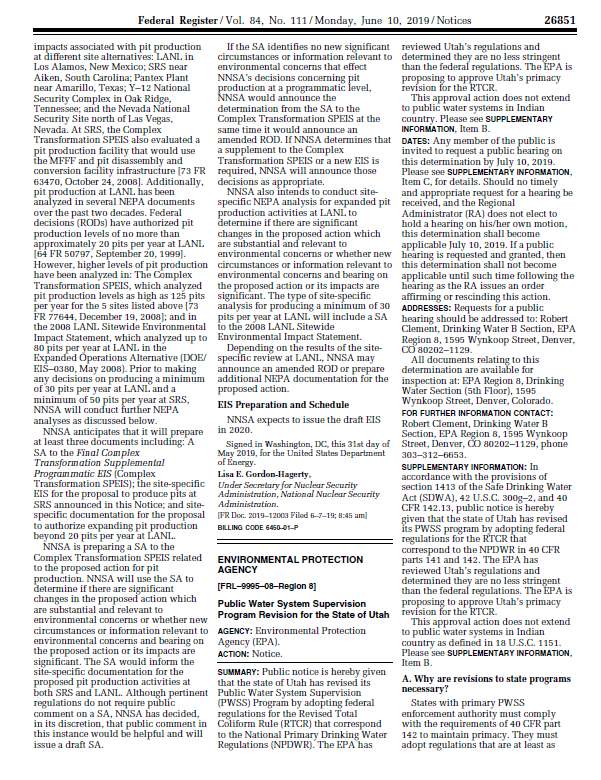 Federal Register / Vol. 84, No. 111 / Monday, June 10, 2019 / Notices
26851
impacts associated with pit production
at different site alternatives: LANL in
Los Alamos, New Mexico; SRS near
Aiken, South Carolina; Pantex Plant
near Amarillo, Texas; Y–12 National
Security Complex in Oak Ridge,
Tennessee; and the Nevada National
Security Site north of Las Vegas,
Nevada. At SRS, the Complex
Transformation SPEIS also evaluated a
pit production facility that would use
the MFFF and pit disassembly and
conversion facility infrastructure [73 FR
63470, October 24, 2008]. Additionally,
pit production at LANL has been
analyzed in several NEPA documents
over the past two decades. Federal
decisions (RODs) have authorized pit
production levels of no more than
approximately 20 pits per year at LANL
[64 FR 50797, September 20, 1999].
However, higher levels of pit production
have been analyzed in: The Complex
Transformation SPEIS, which analyzed
pit production levels as high as 125 pits
per year for the 5 sites listed above [73
FR 77644, December 19, 2008]; and in
the 2008 LANL Sitewide Environmental
Impact Statement, which analyzed up to
80 pits per year at LANL in the
Expanded Operations Alternative (DOE/
EIS–0380, May 2008). Prior to making
any decisions on producing a minimum
of 30 pits per year at LANL and a
minimum of 50 pits per year at SRS,
NNSA will conduct further NEPA
analyses as discussed below.
NNSA anticipates that it will prepare
at least three documents including: A
SA to the Final Complex
Transformation Supplemental
Programmatic EIS (Complex
Transformation SPEIS); the site-specific
EIS for the proposal to produce pits at
SRS announced in this Notice; and site-
specific documentation for the proposal
to authorize expanding pit production
beyond 20 pits per year at LANL.
NNSA is preparing a SA to the
Complex Transformation SPEIS related
to the proposed action for pit
production. NNSA will use the SA to
determine if there are significant
changes in the proposed action which
are substantial and relevant to
environmental concerns or whether new
circumstances or information relevant to
environmental concerns and bearing on
the proposed action or its impacts are
significant. The SA would inform the
site-specific documentation for the
proposed pit production activities at
both SRS and LANL. Although pertinent
regulations do not require public
comment on a SA, NNSA has decided,
in its discretion, that public comment in
this instance would be helpful and will
issue a draft SA.
If the SA identifies no new significant
circumstances or information relevant to
environmental concerns that effect
NNSA's decisions concerning pit
production at a programmatic level,
NNSA would announce the
determination from the SA to the
Complex Transformation SPEIS at the
same time it would announce an
amended ROD. If NNSA determines that
a supplement to the Complex
Transformation SPEIS or a new EIS is
required, NNSA will announce those
decisions as appropriate.
NNSA also intends to conduct site-
specific NEPA analysis for expanded pit
production activities at LANL to
determine if there are significant
changes in the proposed action which
are substantial and relevant to
environmental concerns or whether new
circumstances or information relevant to
environmental concerns and bearing on
the proposed action or its impacts are
significant. The type of site-specific
analysis for producing a minimum of 30
pits per year at LANL will include a SA
to the 2008 LANL Sitewide
Environmental Impact Statement.
Depending on the results of the site-
specific review at LANL, NNSA may
announce an amended ROD or prepare
additional NEPA documentation for the
proposed action.
EIS Preparation and Schedule
NNSA expects to issue the draft EIS
in 2020.
Signed in Washington, DC, this 31st day of
May 2019, for the United States Department
of Energy.
Lisa E. Gordon-Hagerty,
Under Secretary for Nuclear Security
Administration, National Nuclear Security
Administration.
[FR Doc. 2019–12003 Filed 6–7–19; 8:45 am]
BILLING CODE 6450–01–P
ENVIRONMENTAL PROTECTION
AGENCY
[FRL–9995–08–Region 8]
Public Water System Supervision
Program Revision for the State of Utah
AGENCY: Environmental Protection
Agency (EPA).
ACTION: Notice.
SUMMARY: Public notice is hereby given
that the state of Utah has revised its
Public Water System Supervision
(PWSS) Program by adopting federal
regulations for the Revised Total
Coliform Rule (RTCR) that correspond
to the National Primary Drinking Water
Regulations (NPDWR). The EPA has
reviewed Utah's regulations and
determined they are no less stringent
than the federal regulations. The EPA is
proposing to approve Utah's primacy
revision for the RTCR.
This approval action does not extend
to public water systems in Indian
country. Please see SUPPLEMENTARY
INFORMATION, Item B.
DATES: Any member of the public is
invited to request a public hearing on
this determination by July 10, 2019.
Please see SUPPLEMENTARY INFORMATION,
Item C, for details. Should no timely
and appropriate request for a hearing be
received, and the Regional
Administrator (RA) does not elect to
hold a hearing on his/her own motion,
this determination shall become
applicable July 10, 2019. If a public
hearing is requested and granted, then
this determination shall not become
applicable until such time following the
hearing as the RA issues an order
affirming or rescinding this action.
ADDRESSES: Requests for a public
hearing should be addressed to: Robert
Clement, Drinking Water B Section, EPA
Region 8, 1595 Wynkoop Street, Denver,
CO 80202–1129.
All documents relating to this
determination are available for
inspection at: EPA Region 8, Drinking
Water Section (5th Floor), 1595
Wynkoop Street, Denver, Colorado.
FOR FURTHER INFORMATION CONTACT:
Robert Clement, Drinking Water B
Section, EPA Region 8, 1595 Wynkoop
Street, Denver, CO 80202–1129, phone
303–312–6653.
SUPPLEMENTARY INFORMATION: In
accordance with the provisions of
section 1413 of the Safe Drinking Water
Act (SDWA), 42 U.S.C. 300g–2, and 40
CFR 142.13, public notice is hereby
given that the state of Utah has revised
its PWSS program by adopting federal
regulations for the RTCR that
correspond to the NPDWR in 40 CFR
parts 141 and 142. The EPA has
reviewed Utah's regulations and
determined they are no less stringent
than the federal regulations. The EPA is
proposing to approve Utah's primacy
revision for the RTCR.
This approval action does not extend
to public water systems in Indian
country as defined in 18 U.S.C. 1151.
Please see SUPPLEMENTARY INFORMATION,
Item B.
A. Why are revisions to state programs
necessary?
States with primary PWSS
enforcement authority must comply
with the requirements of 40 CFR part
142 to maintain primacy. They must
adopt regulations that are at least as